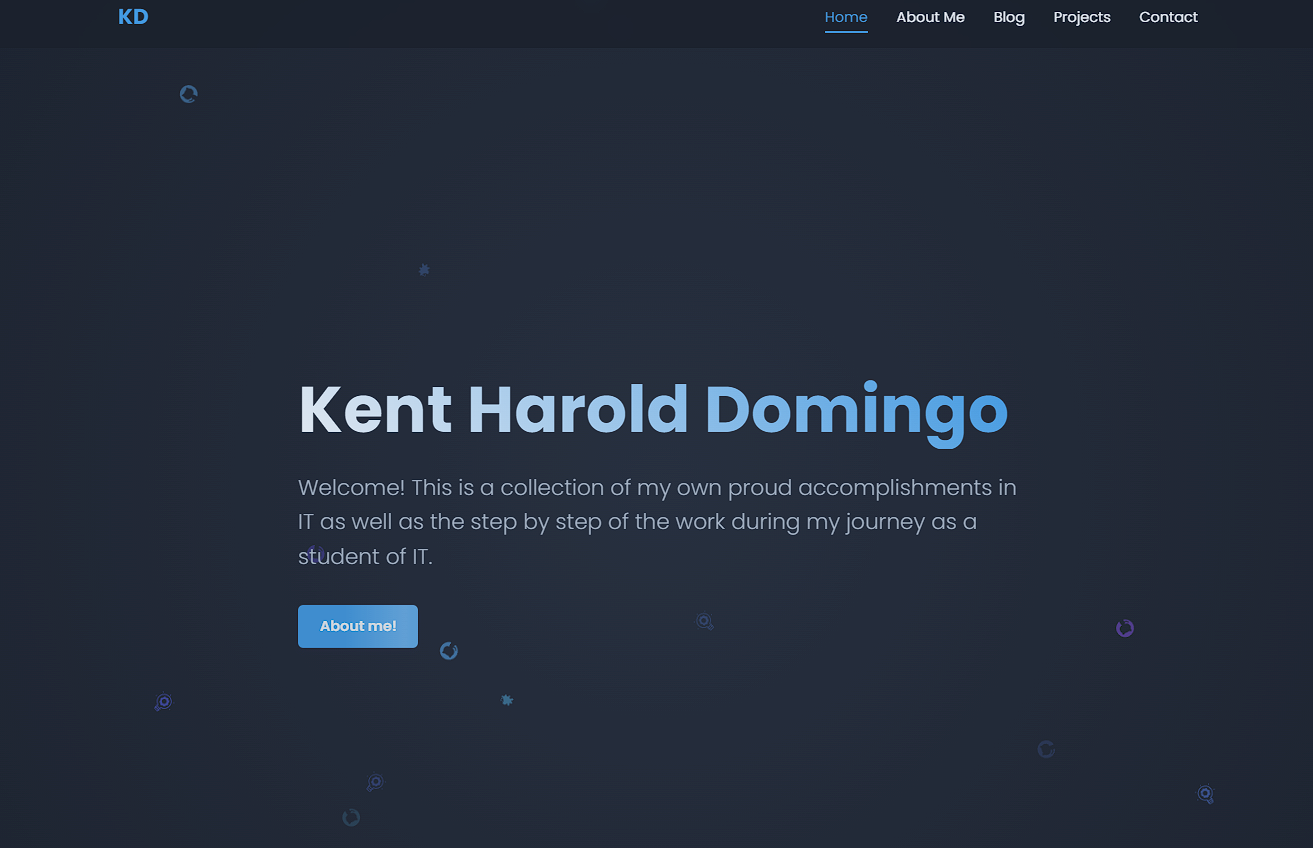 KD
Home About Me Blog Projects Contact
Kent Harold Domingo
Welcome! This is a collection of my own proud accomplishments in
IT as well as the step by step of the work during my journey as a
student of IT.
About me!